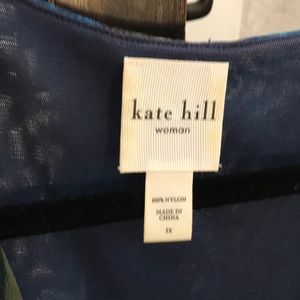 kate hill
woman
100% NYLON
MADE IN
CHINA
1X